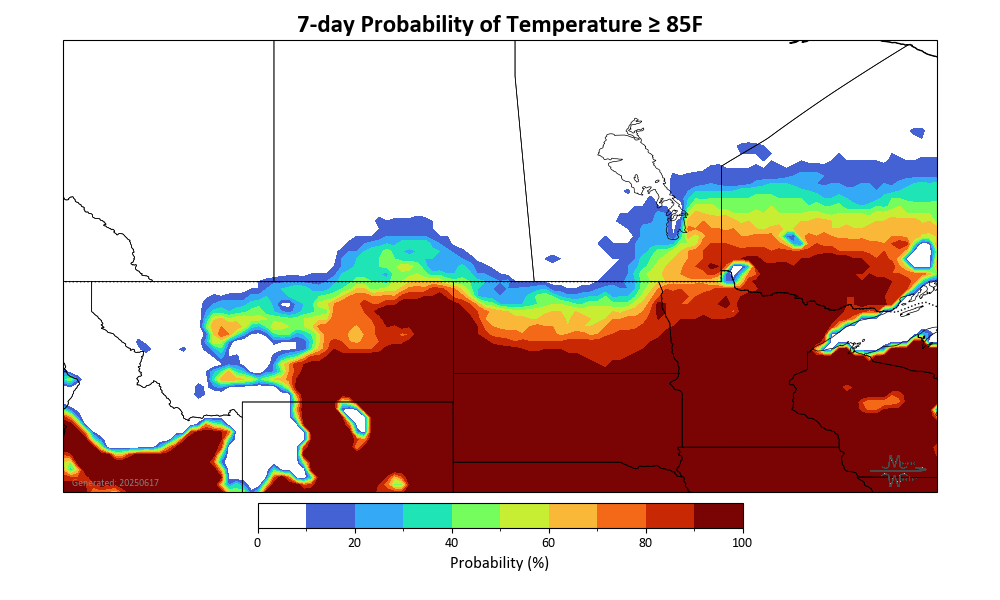 7-day Probability of Temperature ≥ 85F
Generated: 20250617
0 20 40 60 80 100
Probability (%)